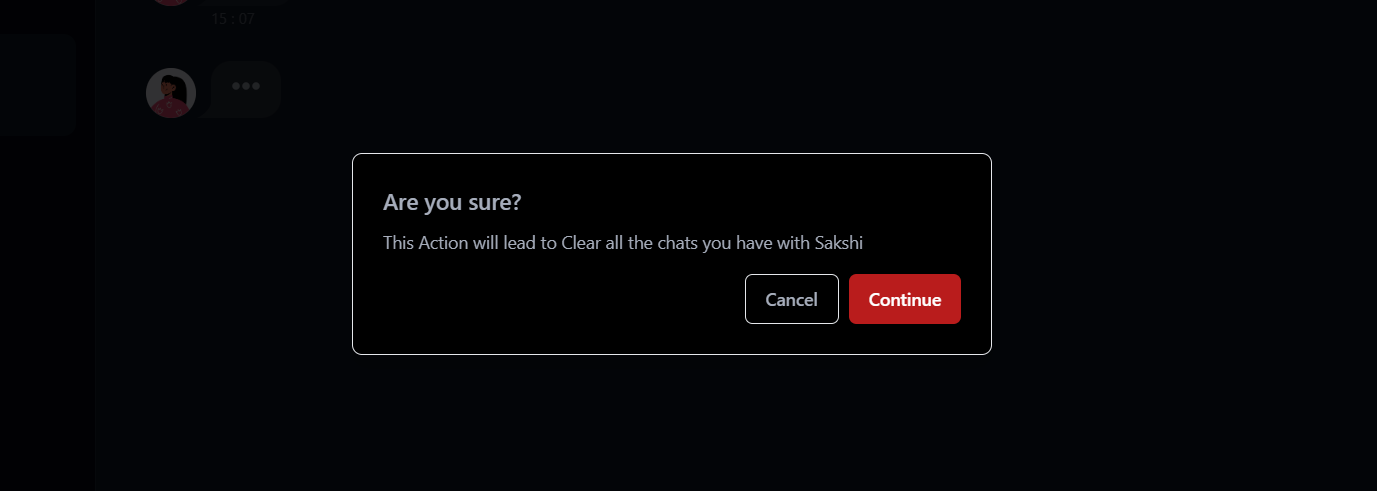 15 : 07
Are you sure?
This Action will lead to Clear all the chats you have with Sakshi
Cancel Continue